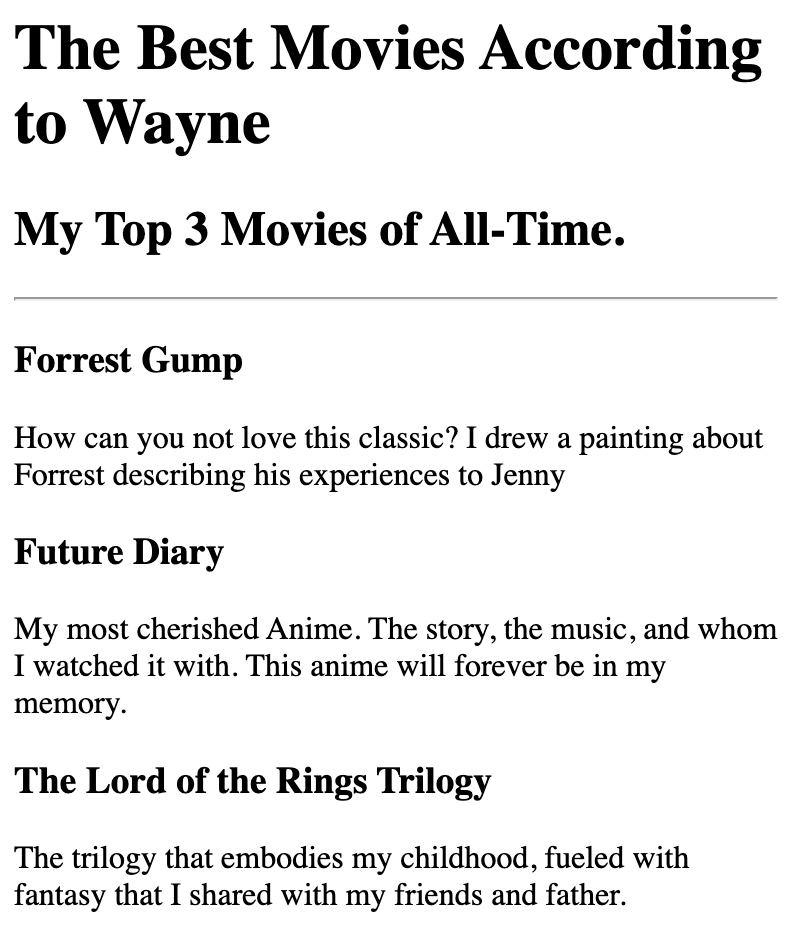 The Best Movies According
to Wayne
My Top 3 Movies of All-Time.
Forrest Gump
How can you not love this classic? I drew a painting about
Forrest describing his experiences to Jenny
Future Diary
My most cherished Anime. The story, the music, and whom
I watched it with. This anime will forever be in my
memory.
The Lord of the Rings Trilogy
The trilogy that embodies my childhood, fueled with
fantasy that I shared with my friends and father.